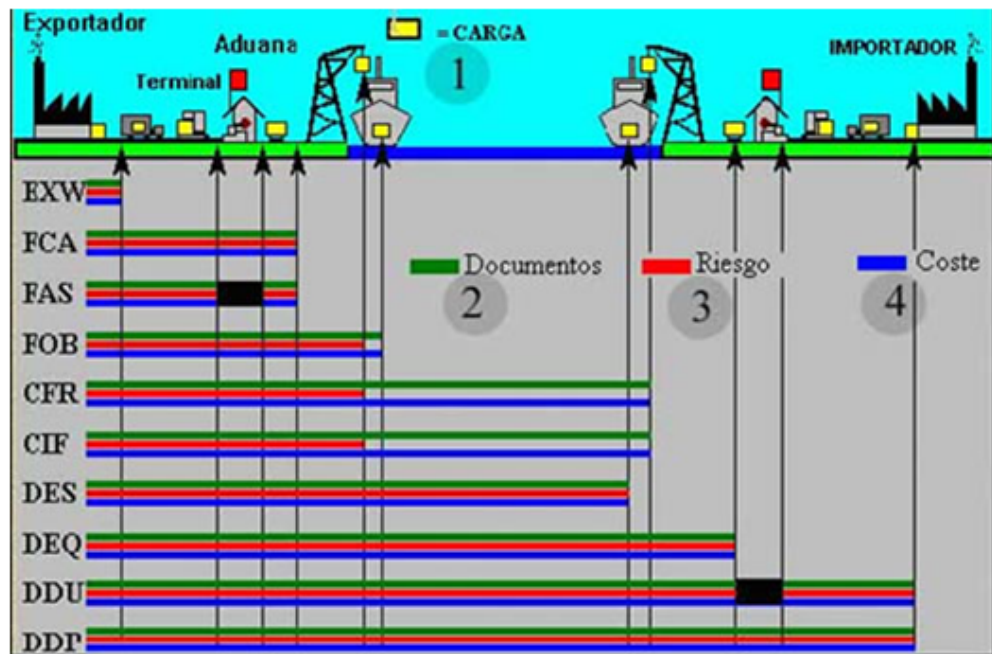 Exportador
= CARGA
Aduana
IMPORTADOR
Terminal
1
EXW
FCA
Documentos
Riesgo
Coste
FAS
2
3
4
FOB
CFR
CIF
DES
DEQ
DDU
DDP